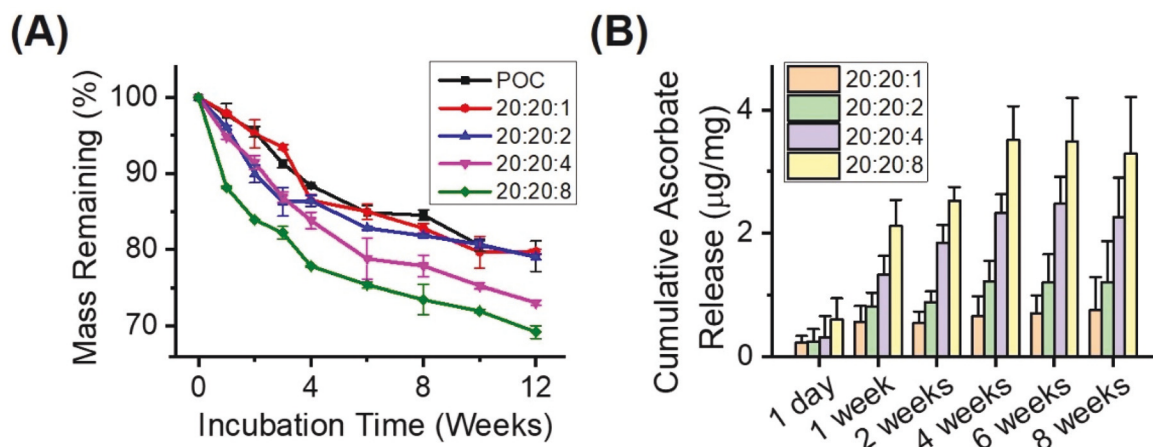 (A)
Mass Remaining (%)
100
90
80
70
0
4
8
12
Incubation Time (Weeks)
POC
20:20:1
20:20:2
20:20:4
20:20:8
(B)
Cumulative Ascorbate
Release (μg/mg)
4
2
0
20:20:1
20:20:2
20:20:4
20:20:8
1 day
1 week
2 weeks
4 weeks
6 weeks
8 weeks